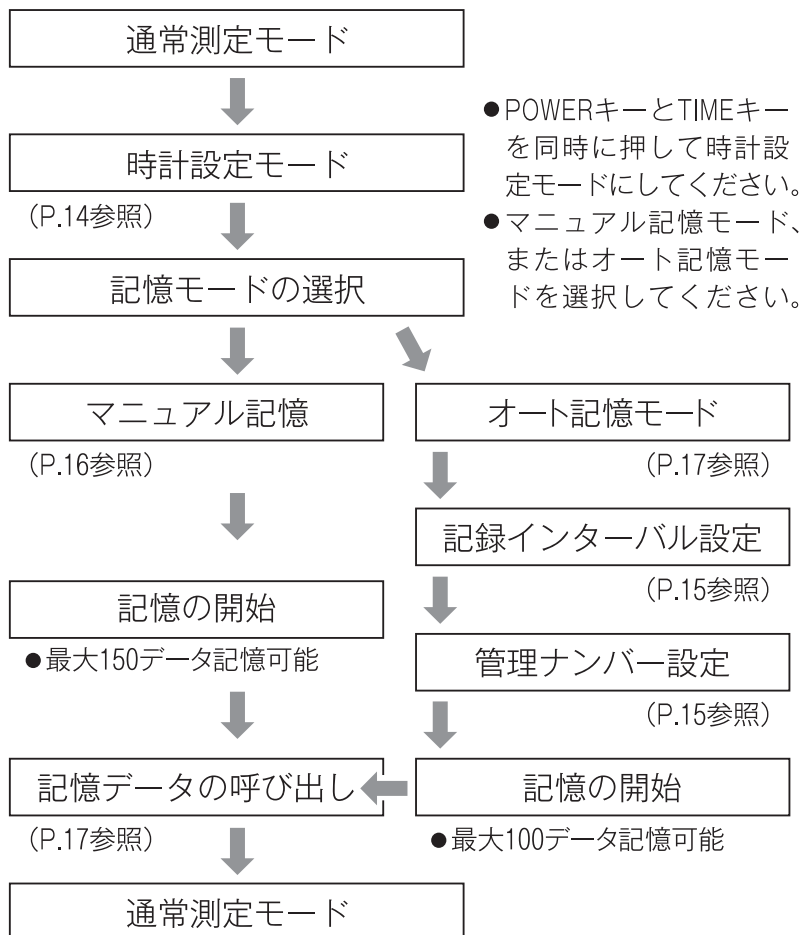 通常測定モード
●POWERキーとTIMEキー
を同時に押して時計設
定モードにしてください。
●マニュアル記憶モード、
またはオート記憶モー
ドを選択してください。
時計設定モード
(P.14参照)
記憶モードの選択
マニュアル記憶
(P.16参照)
記憶の開始
●最大150データ記憶可能
オート記憶モード
(P.17参照)
記録インターバル設定
(P.15参照)
管理ナンバー設定
(P.15参照)
記憶の開始
●最大100データ記憶可能
記憶データの呼び出し
(P.17参照)
通常測定モード